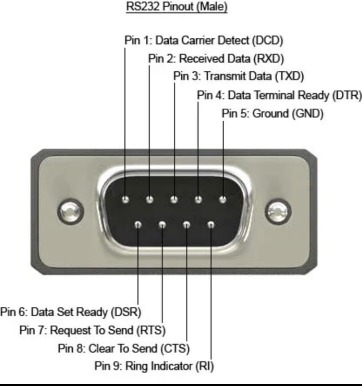 RS232 Pinout (Male)
Pin 1: Data Carrier Detect (DCD)
Pin 2: Received Data (RXD)
Pin 3: Transmit Data (TXD)
Pin 4: Data Terminal Ready (DTR)
Pin 5: Ground (GND)
Pin 6: Data Set Ready (DSR)
Pin 7: Request To Send (RTS)
Pin 8: Clear To Send (CTS)
Pin 9: Ring Indicator (RI)